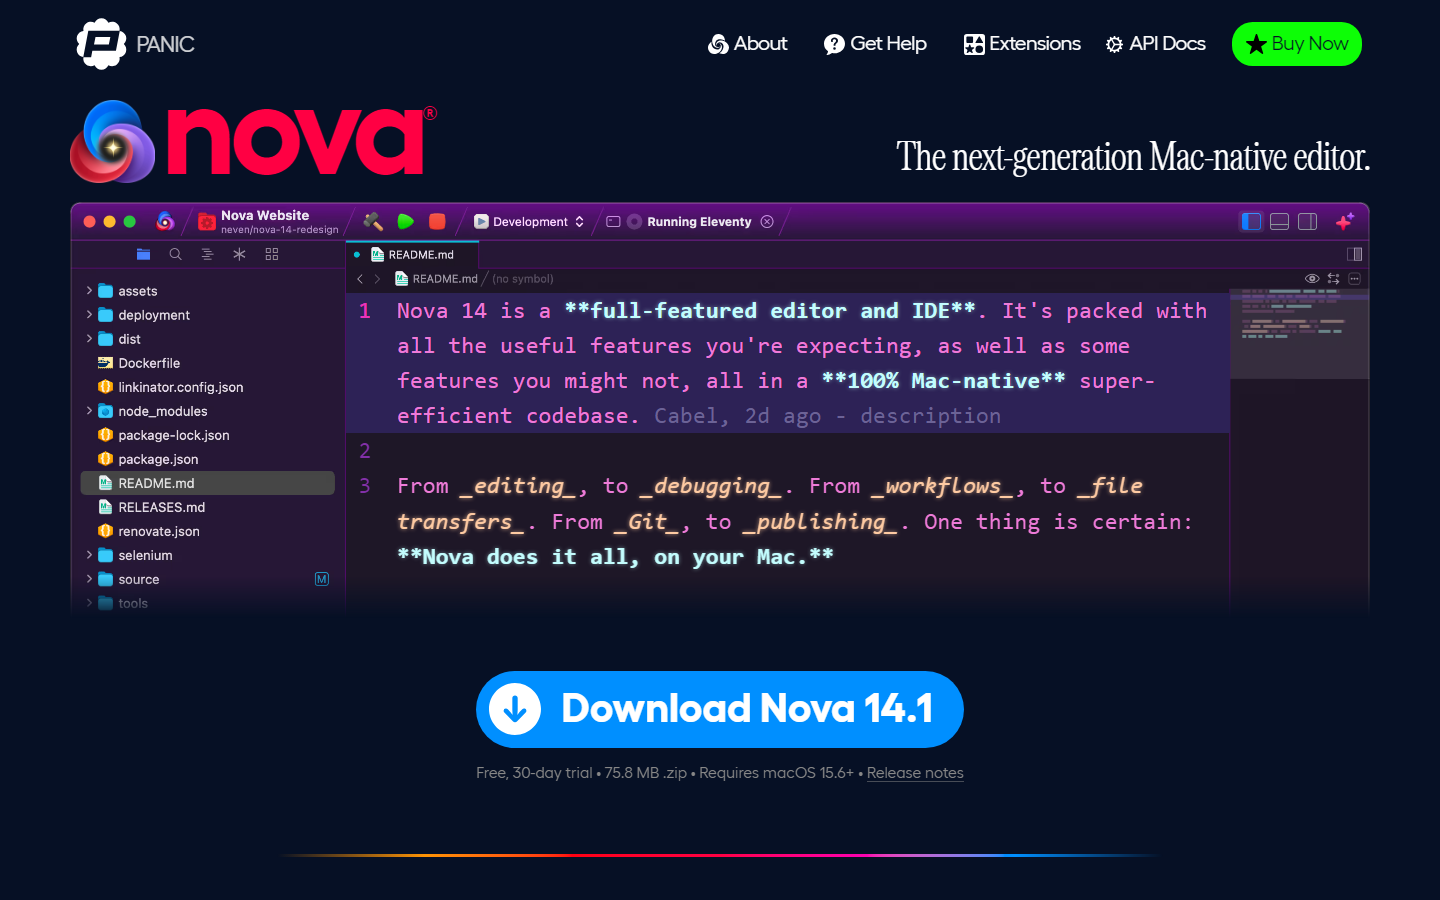 PANIC
About
Get Help
Extensions
API Docs
Buy Now
nova®
The next-generation Mac-native editor.
Nova Website
neven/nova-14-redesign
Development
Running Eleventy
README.md
README.md
(no symbol)
assets
deployment
dist
Dockerfile
linkinator.config.json
node_modules
package-lock.json
package.json
README.md
RELEASES.md
renovate.json
selenium
source
M
tools
1 Nova 14 is a **full-featured editor and IDE**. It's packed with
all the useful features you're expecting, as well as some
features you might not, all in a **100% Mac-native** super-
efficient codebase. Cabel, 2d ago - description
2
3 From _editing_, to _debugging_. From _workflows_, to _file
transfers_. From _Git_, to _publishing_. One thing is certain:
**Nova does it all, on your Mac.**
Download Nova 14.1
Free, 30-day trial • 75.8 MB .zip • Requires macOS 15.6+ • Release notes